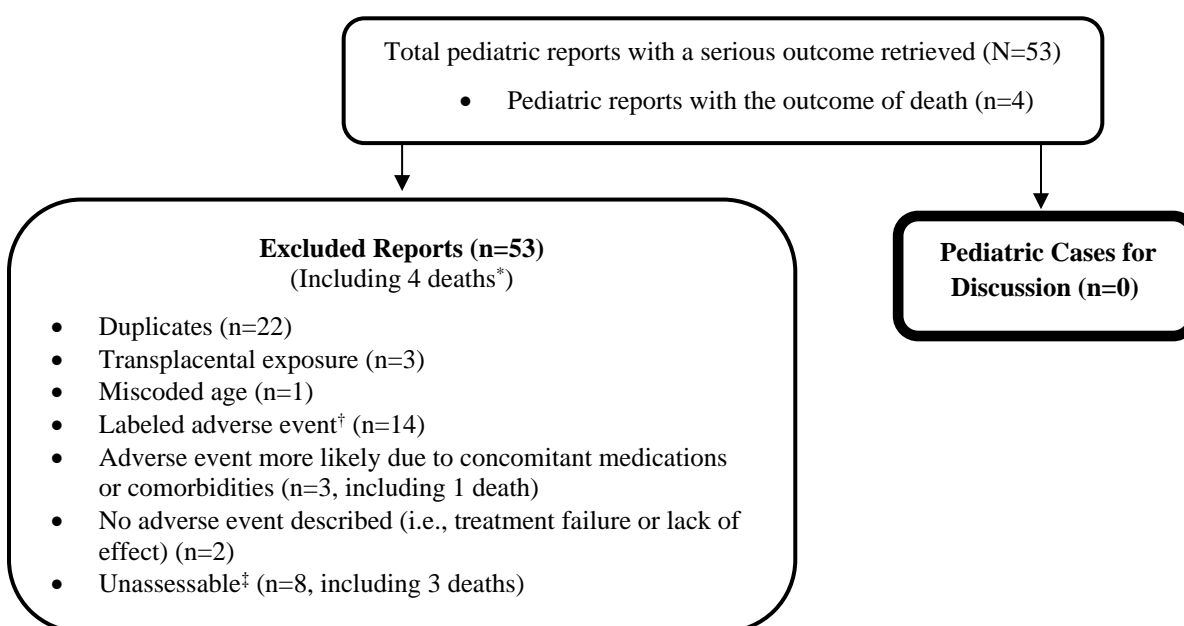 Total pediatric reports with a serious outcome retrieved (N=53)
• Pediatric reports with the outcome of death (n=4)
Excluded Reports (n=53)
(Including 4 deaths*)
• Duplicates (n=22)
• Transplacental exposure (n=3)
• Miscoded age (n=1)
• Labeled adverse event† (n=14)
• Adverse event more likely due to concomitant medications
or comorbidities (n=3, including 1 death)
• No adverse event described (i.e., treatment failure or lack of
effect) (n=2)
• Unassessable‡ (n=8, including 3 deaths)
Pediatric Cases for
Discussion (n=0)